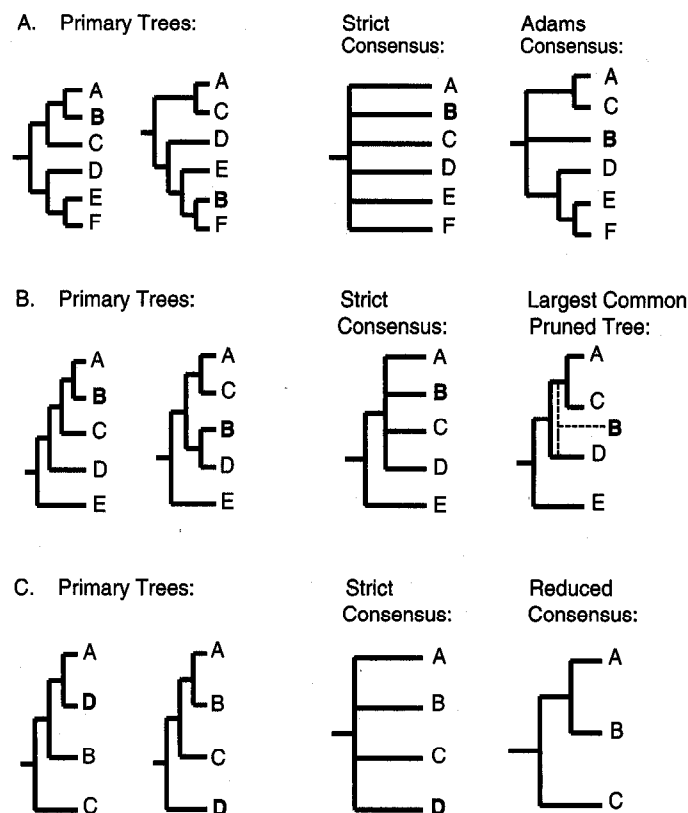 A. Primary Trees:
Strict
Consensus:
Adams
Consensus:
A
B
C
D
E
F
A
C
D
E
B
F
A
B
C
D
E
F
A
C
B
D
E
F
B. Primary Trees:
Strict
Consensus:
Largest Common
Pruned Tree:
A
B
C
D
E
A
C
B
D
E
A
B
C
D
E
A
C
B
D
E
C. Primary Trees:
Strict
Consensus:
Reduced
Consensus:
A
D
B
C
A
B
C
D
A
B
C
D
A
B
C